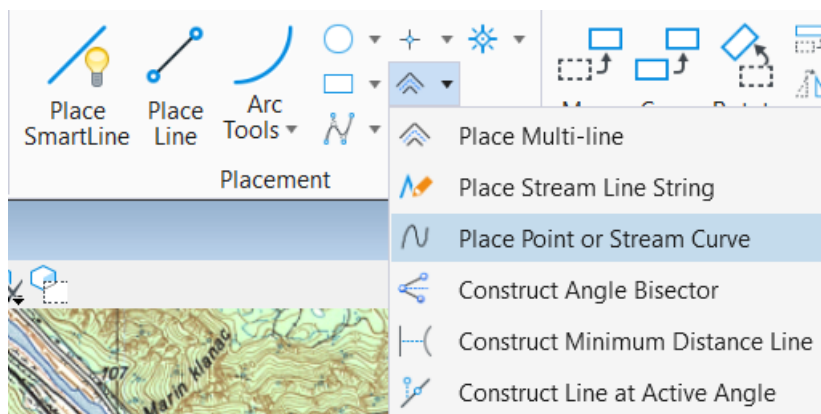 Place
SmartLine
Place
Line
Arc
Tools
Placement
Place Multi-line
Place Stream Line String
Place Point or Stream Curve
Construct Angle Bisector
Construct Minimum Distance Line
Construct Line at Active Angle
107
Marin klanac